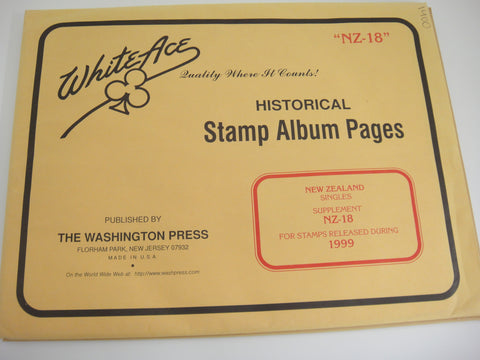 "NZ-18"
White Ace
Quality Where It Counts!
HISTORICAL
Stamp Album Pages
NEW ZEALAND
SINGLES
SUPPLEMENT
NZ-18
FOR STAMPS RELEASED DURING
1999
PUBLISHED BY
THE WASHINGTON PRESS
FLORHAM PARK, NEW JERSEY 07932
MADE IN U.S.A.
On the World Wide Web at: http://www.washpress.com